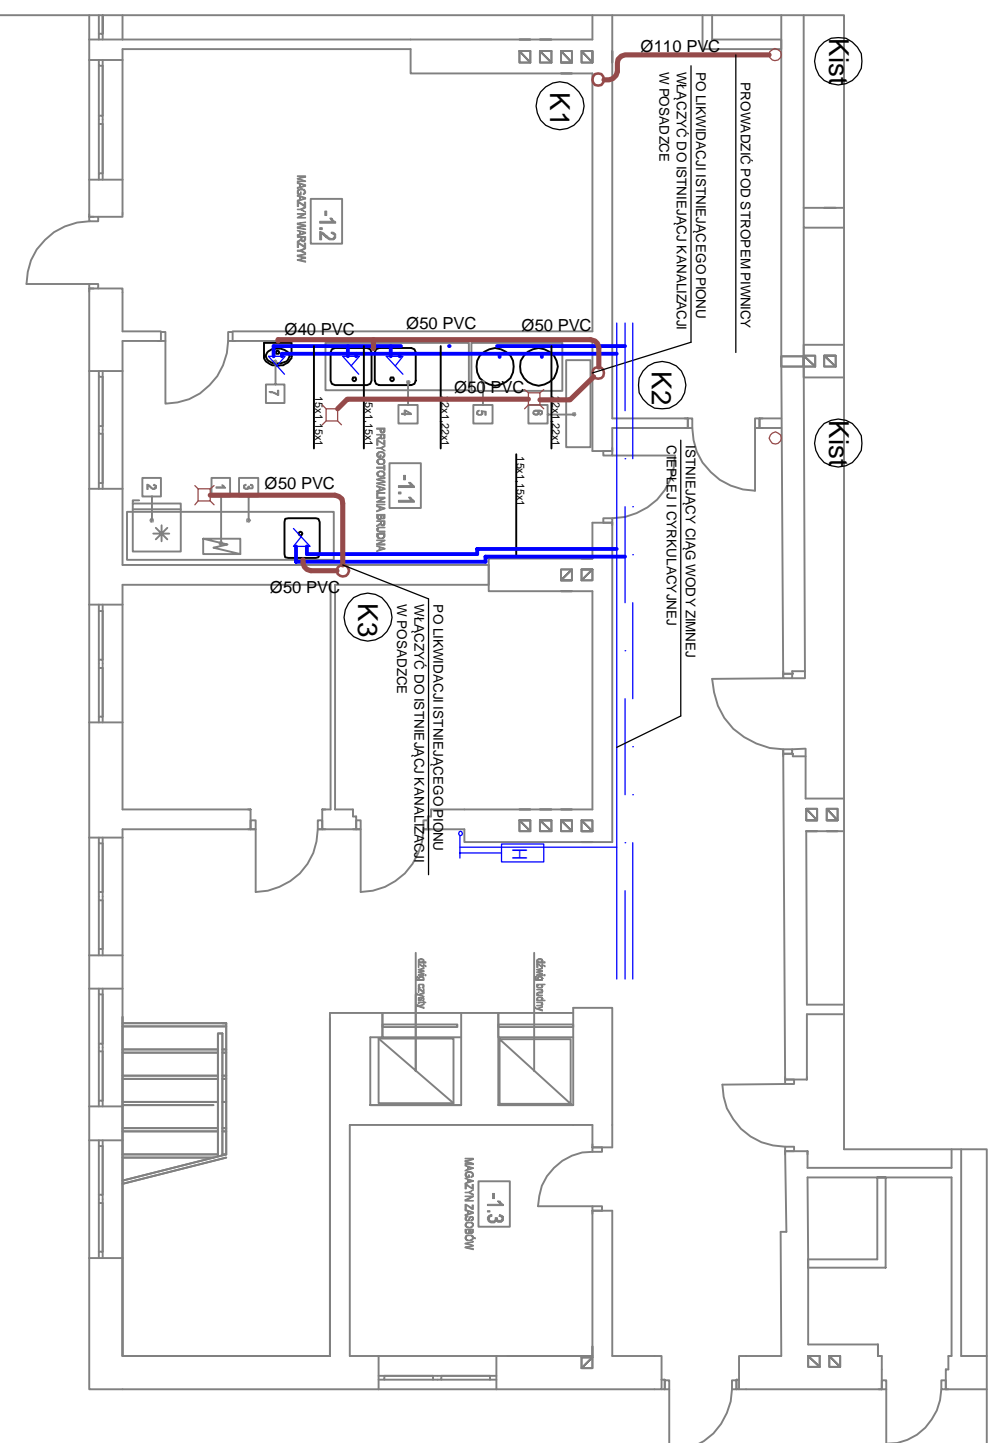 Ø110 PVC
Kist
K1
PROWADZIĆ POD STROPEM PIWNICY
PO LIKWIDACJI ISTNIEJĄCEGO PIONU
WŁĄCZYĆ DO ISTNIEJĄCJ KANALIZACJI
W POSADZCE
-1.2
MAGAZYN WARZYW
Ø40 PVC
Ø50 PVC
Ø50 PVC
K2
Kist
7
4
5
6
Ø50 PVC
15x1,15x1
5x1,15x1
2x1,22x1
22x1,22x1
15x1,15x1
-1.1
PRZYGOTOWALNIA BRUDNA
ISTNIEJĄCY CIĄG WODY ZIMNEJ
CIEPŁEJ I CYRKULACYJNEJ
2
1
3
Ø50 PVC
Ø50 PVC
K3
PO LIKWIDACJI ISTNIEJĄCEGO PIONU
WŁĄCZYĆ DO ISTNIEJĄCJ KANALIZACJI
W POSADZCE
H
dźwig czysty
dźwig brudny
-1.3
MAGAZYN ZASOBÓW